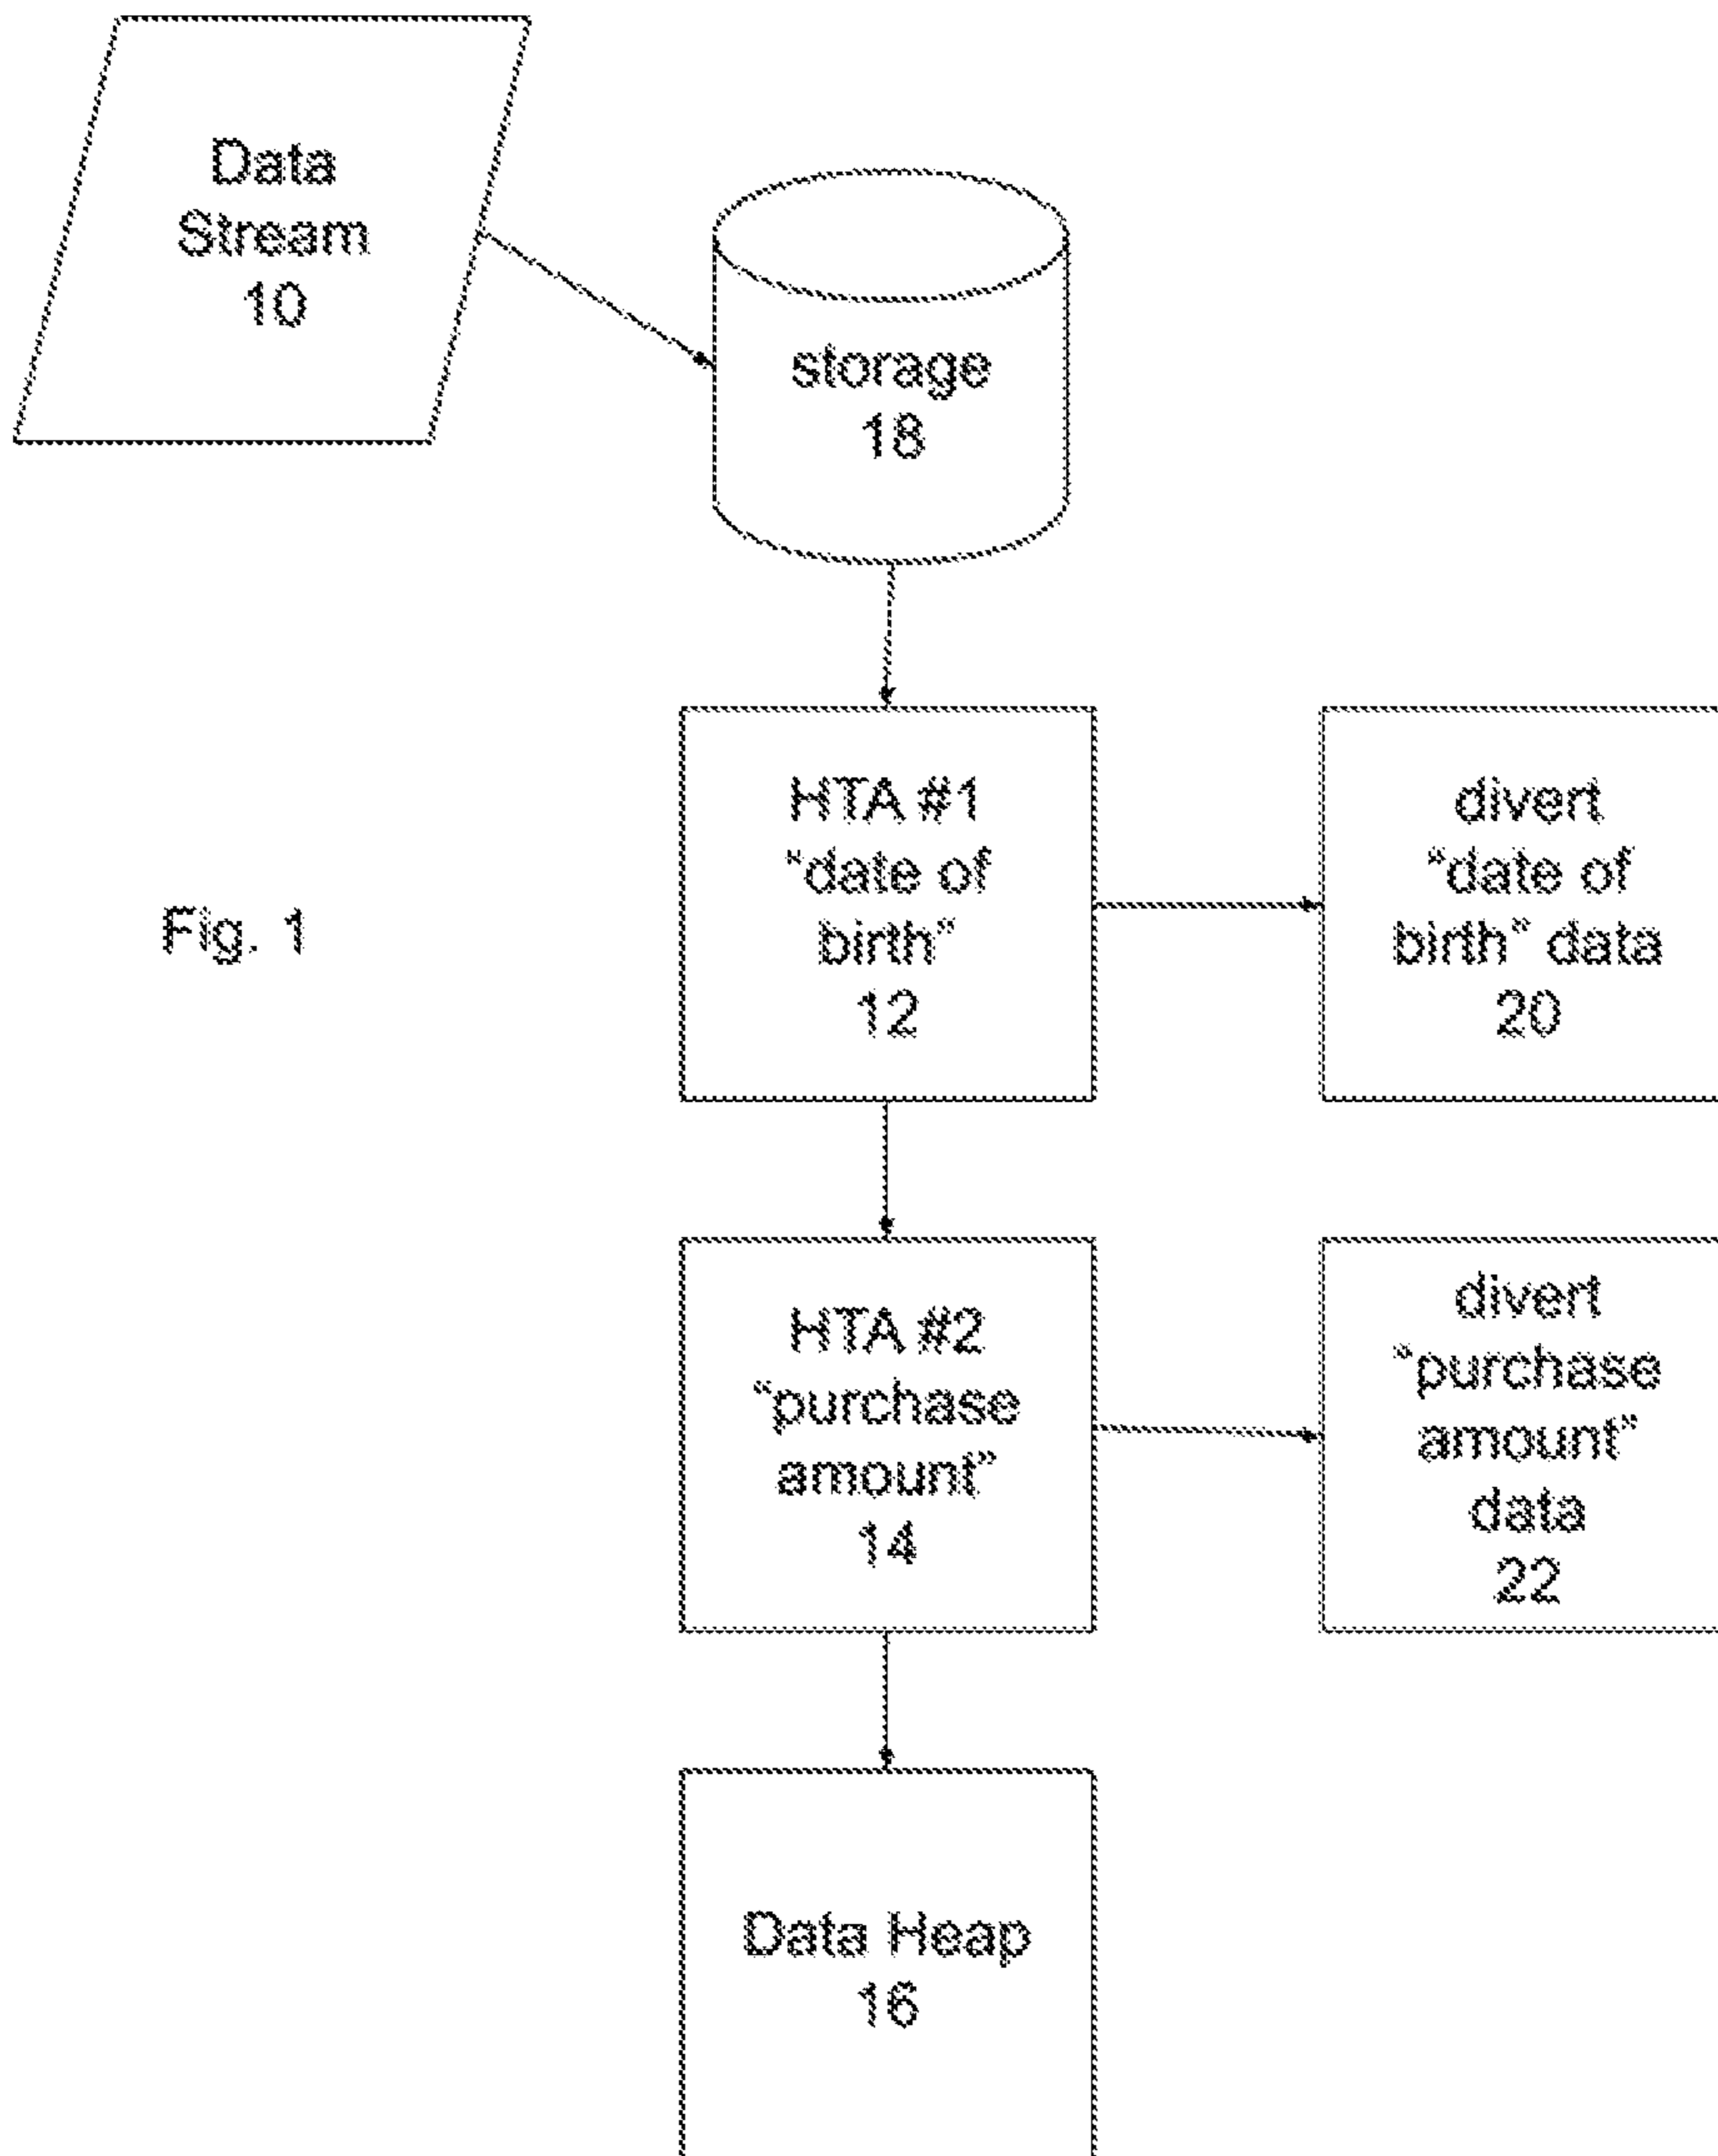 Data
Stream
10
storage
18
HTA #1
“date of
birth”
12
divert
“date of
birth” data
20
Fig. 1
HTA #2
“purchase
amount”
14
divert
“purchase
amount”
data
22
Data Heap
16